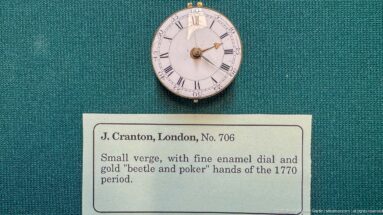 J. Cranton, London, No. 706
Small verge, with fine enamel dial and
gold "beetle and poker" hands of the 1770
period.